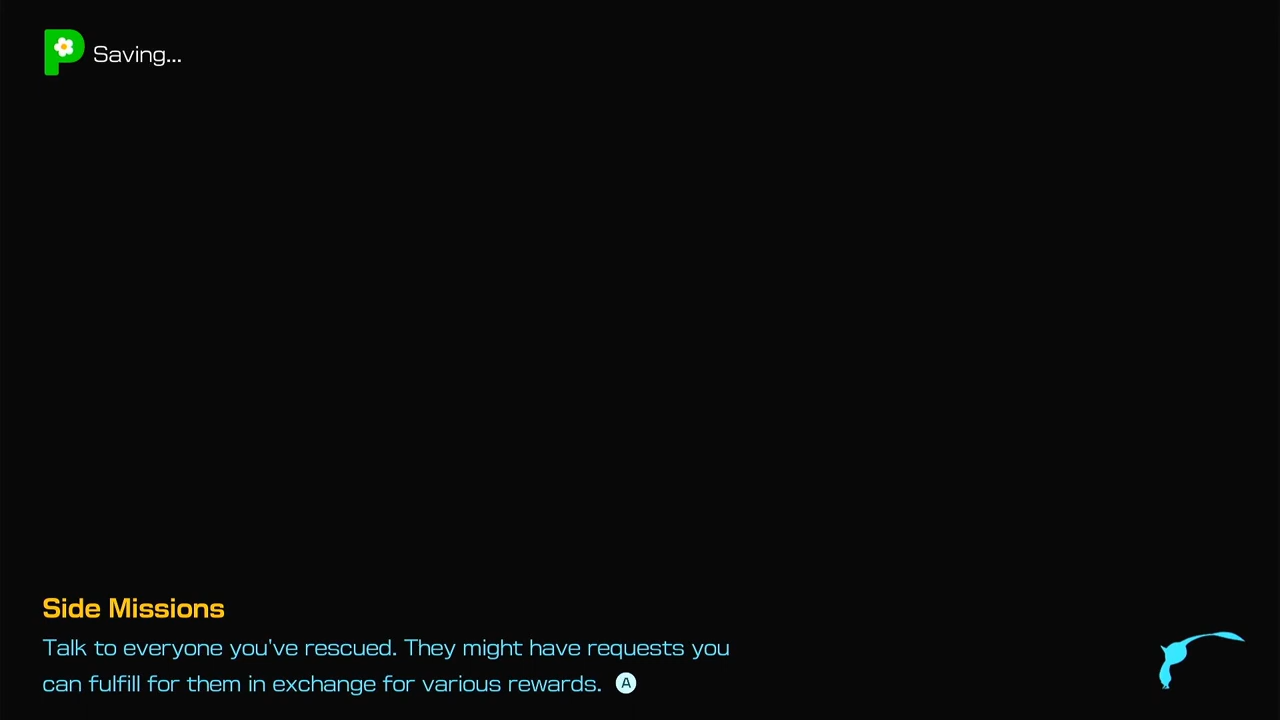 P Saving...
Side Missions
Talk to everyone you've rescued. They might have requests you
can fulfill for them in exchange for various rewards. A